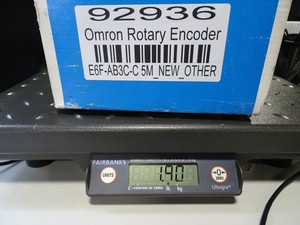 92936
Omron Rotary Encoder
E6F-AB3C-C 5M_NEW_OTHER
FAIRBANKS
UNITS
1.90
lb kg
ZERO
Ultegra